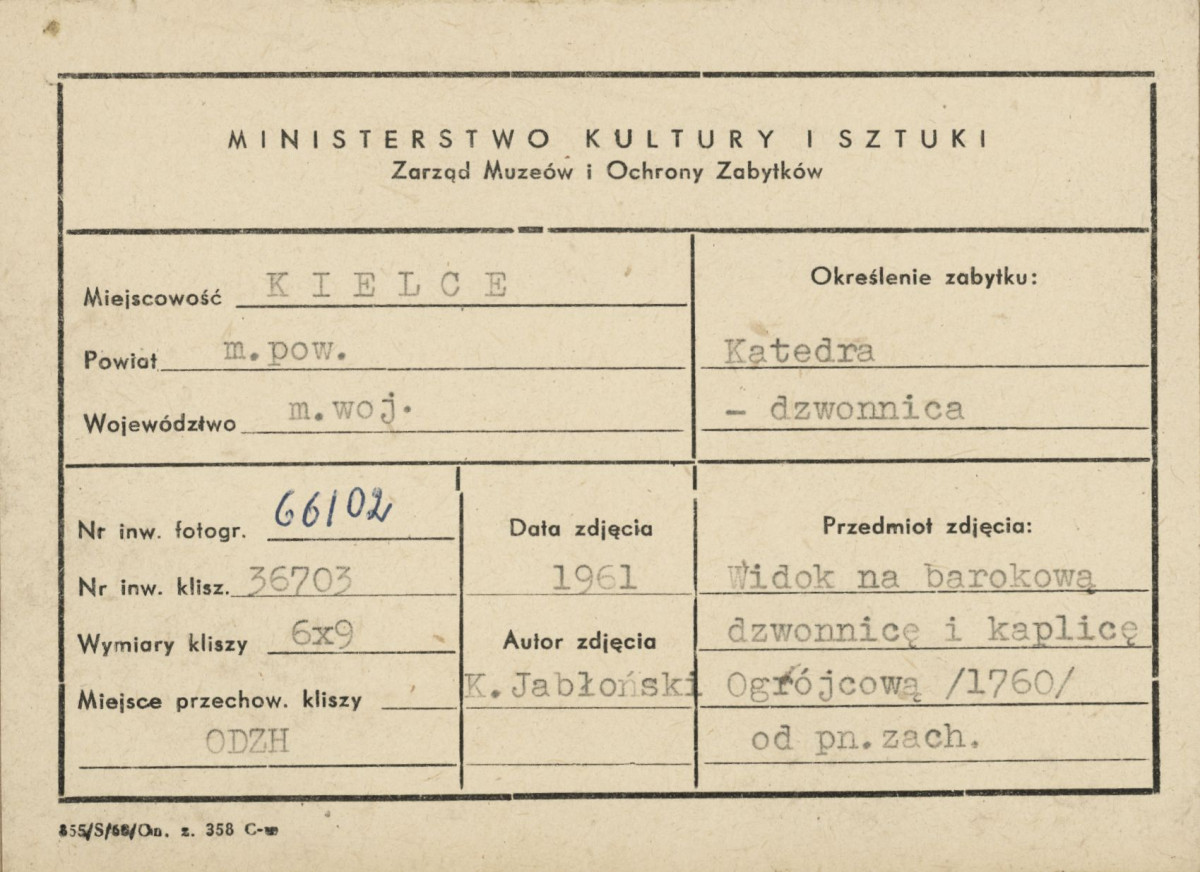 MINISTERSTWO KULTURY I SZTUKI
Zarząd Muzeów i Ochrony Zabytków
Miejscowość K I E L C E
Powiat m.pow.
Województwo m.woj.
Określenie zabytku:
Katedra
- dzwonnica
Nr inw. fotogr. 66102
Nr inw. klisz. 36703
Wymiary kliszy 6x9
Miejsce przechow. kliszy
ODZH
Data zdjęcia
1961
Autor zdjęcia
K.Jabłoński
Przedmiot zdjęcia:
Widok na barokową
dzwonnicę i kaplicę
Ogrójcową /1760/
od pn.zach.
z. 358